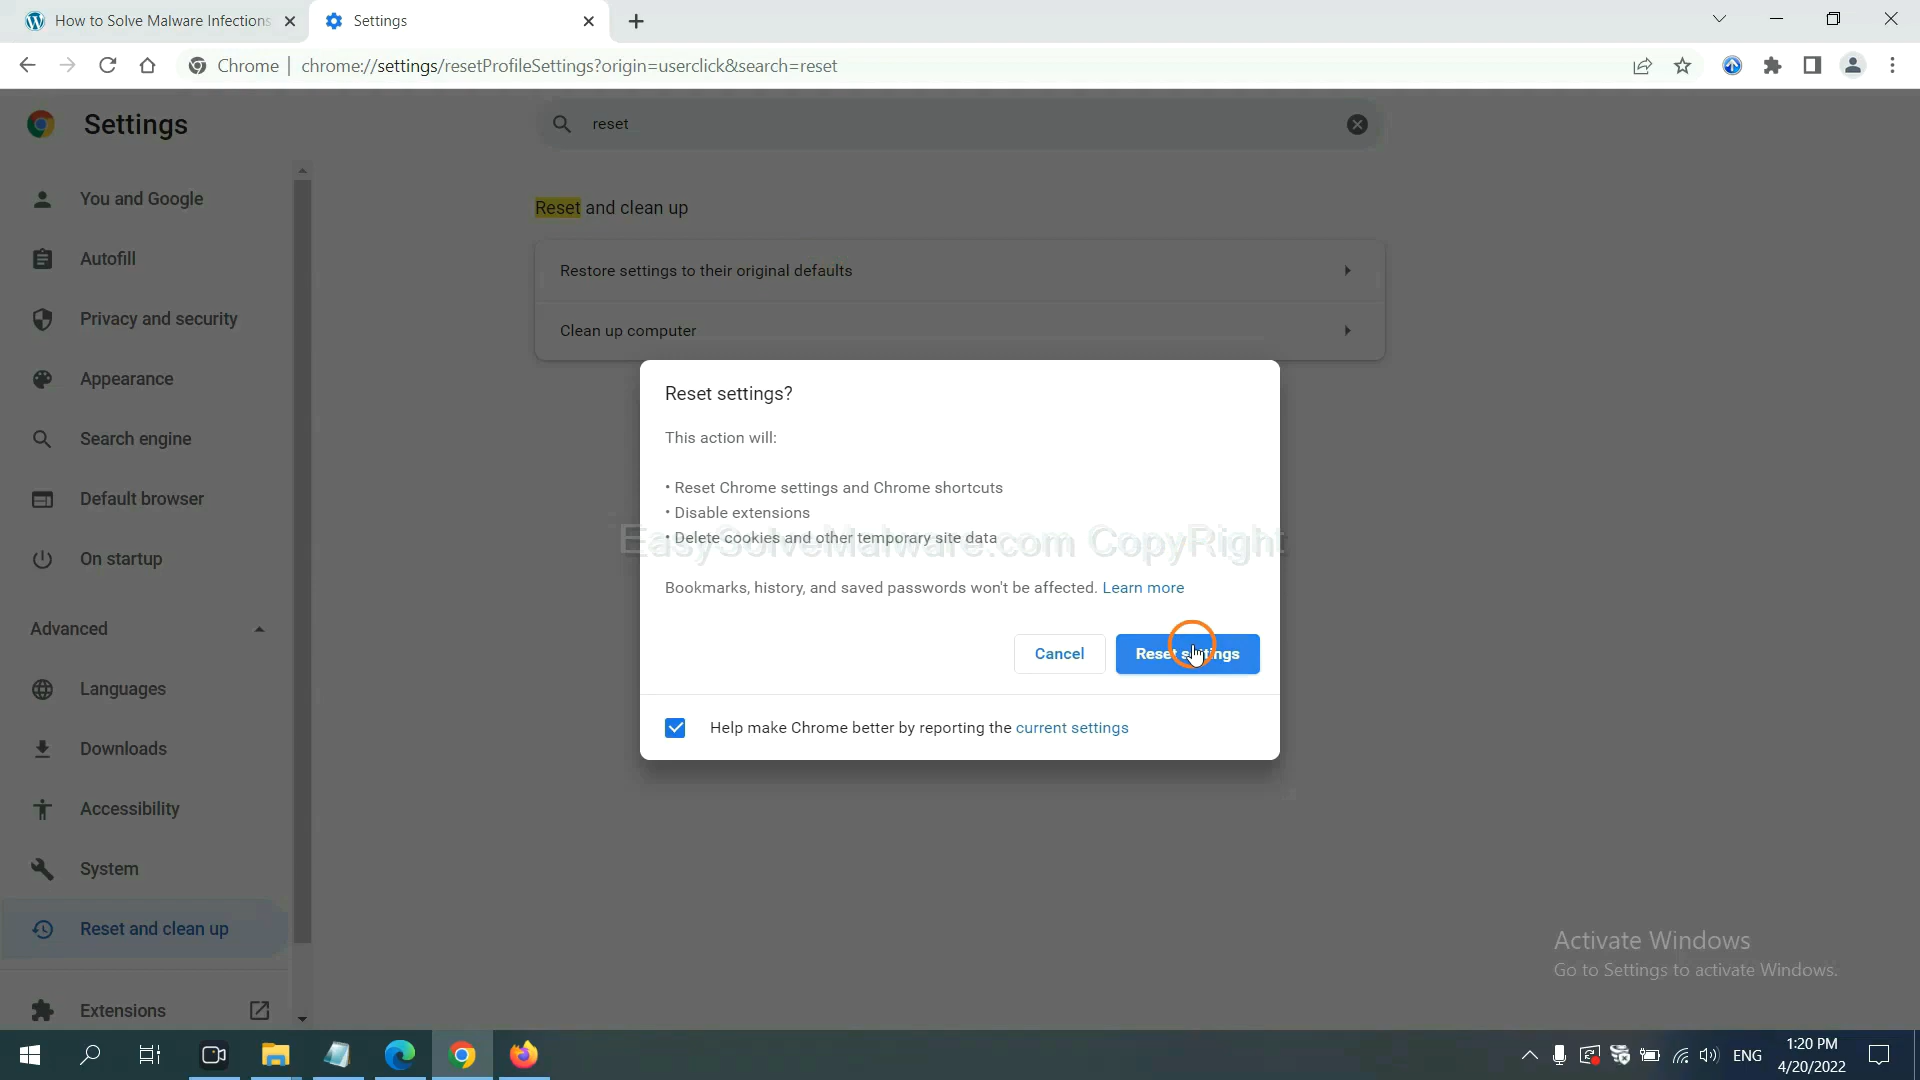 How to Solve Malware Infections
Settings
Chrome | chrome://settings/resetProfileSettings?origin=userclick&search=reset
Settings
reset
You and Google
Reset and clean up
Autofill
Restore settings to their original defaults
Privacy and security
Clean up computer
Appearance
Reset settings?
Search engine
This action will:
Default browser
• Reset Chrome settings and Chrome shortcuts
• Disable extensions
• Delete cookies and other temporary site data
EasySolveMalware.com CopyRight
On startup
Bookmarks, history, and saved passwords won't be affected. Learn more
Advanced
Cancel
Reset settings
Languages
Help make Chrome better by reporting the current settings
Downloads
Accessibility
System
Reset and clean up
Activate Windows
Go to Settings to activate Windows.
Extensions
ENG
1:20 PM
4/20/2022